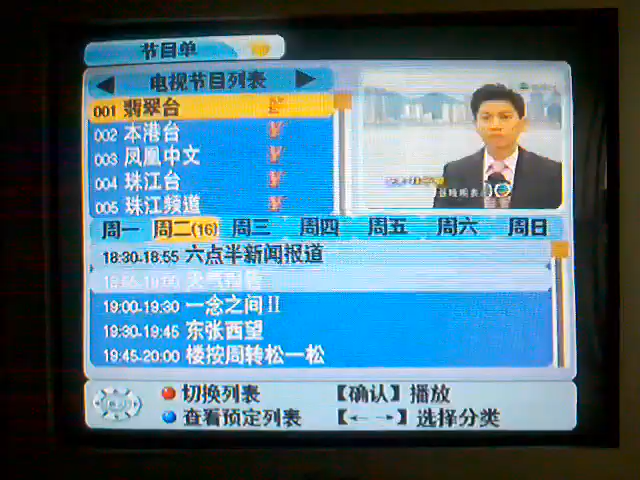 节目单
电视节目列表
001 翡翠台
002 本港台
003 凤凰中文
004 珠江台
005 珠江频道
周一 周二(16) 周三 周四 周五 周六 周日
18:30-18:55 六点半新闻报道
18:55-19:00 天气报告
19:00-19:30 一念之间II
19:30-19:45 东张西望
19:45-20:00 楼按周转松一松
切换列表 【确认】播放
查看预定列表 【←→】选择分类